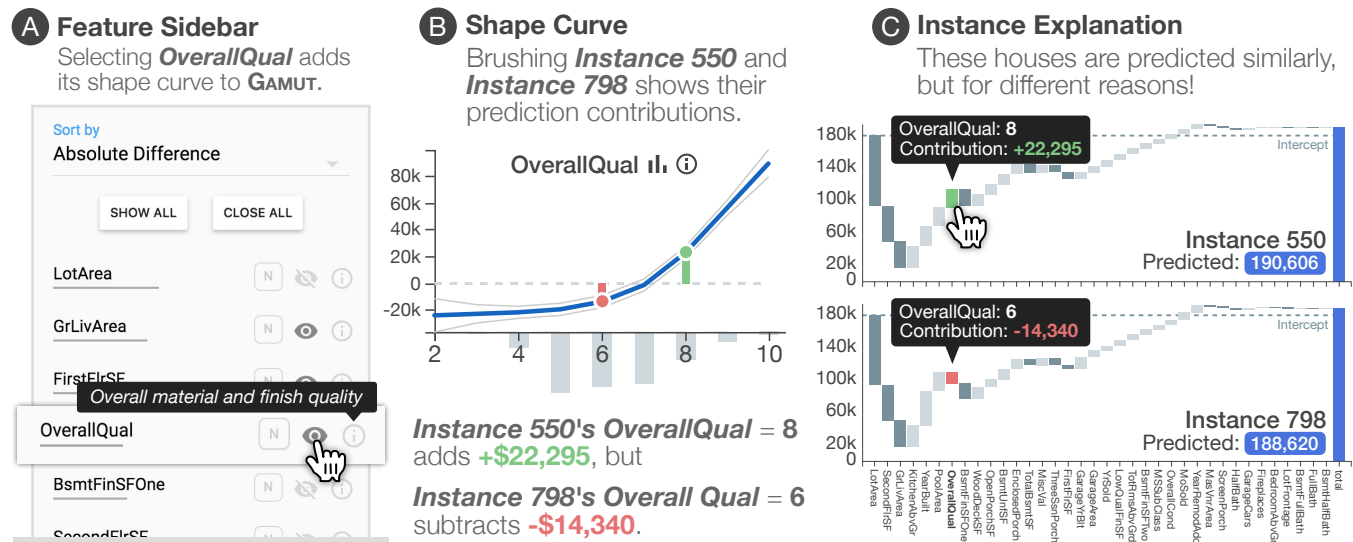 A Feature Sidebar
Selecting OverallQual adds
its shape curve to GAMUT.
Sort by
Absolute Difference
SHOW ALL CLOSE ALL
LotArea N
GrLivArea N
FirstFlrSF N
Overall material and finish quality
OverallQual N
BsmtFinSFOne N
SecondFlrSF
B Shape Curve
Brushing Instance 550 and
Instance 798 shows their
prediction contributions.
OverallQual
80k
60k
40k
20k
0
-20k
2 4 6 8 10
Instance 550's OverallQual = 8
adds +$22,295, but
Instance 798's Overall Qual = 6
subtracts -$14,340.
C Instance Explanation
These houses are predicted similarly,
but for different reasons!
180k
140k
100k
60k
20k
0
OverallQual: 8
Contribution: +22,295
Intercept
Instance 550
Predicted: 190,606
180k
140k
100k
60k
20k
0
OverallQual: 6
Contribution: -14,340
Intercept
Instance 798
Predicted: 188,620
LotArea
SecondFlrSF
GrLivArea
KitchenAbvGr
YearBuilt
PoolArea
OverallQual
BsmtFinSFOne
WoodDeckSF
OpenPorchSF
BsmtUnfSF
EnclosedPorch
TotalBsmtSF
MiscVal
ThreeSsnPorch
FirstFlrSF
GarageYrBlt
GarageArea
YrSold
LowQualFinSF
TotRmsAbvGrd
BsmtFinSFTwo
MSSubClass
OverallCond
MoSold
YearRemodAdd
MasVnrArea
ScreenPorch
HalfBath
GarageCars
Fireplaces
BedroomAbvGr
LotFrontage
BsmtFullBath
FullBath
BsmtHalfBath
total